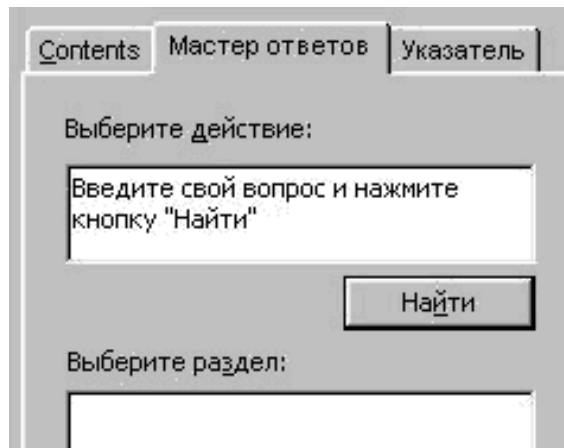 Contents Мастер ответов Указатель
Выберите действие:
Введите свой вопрос и нажмите
кнопку "Найти"
Найти
Выберите раздел: